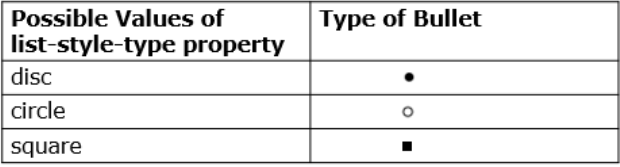 Possible Values of
list-style-type property
Type of Bullet
disc
●
circle
○
square
■